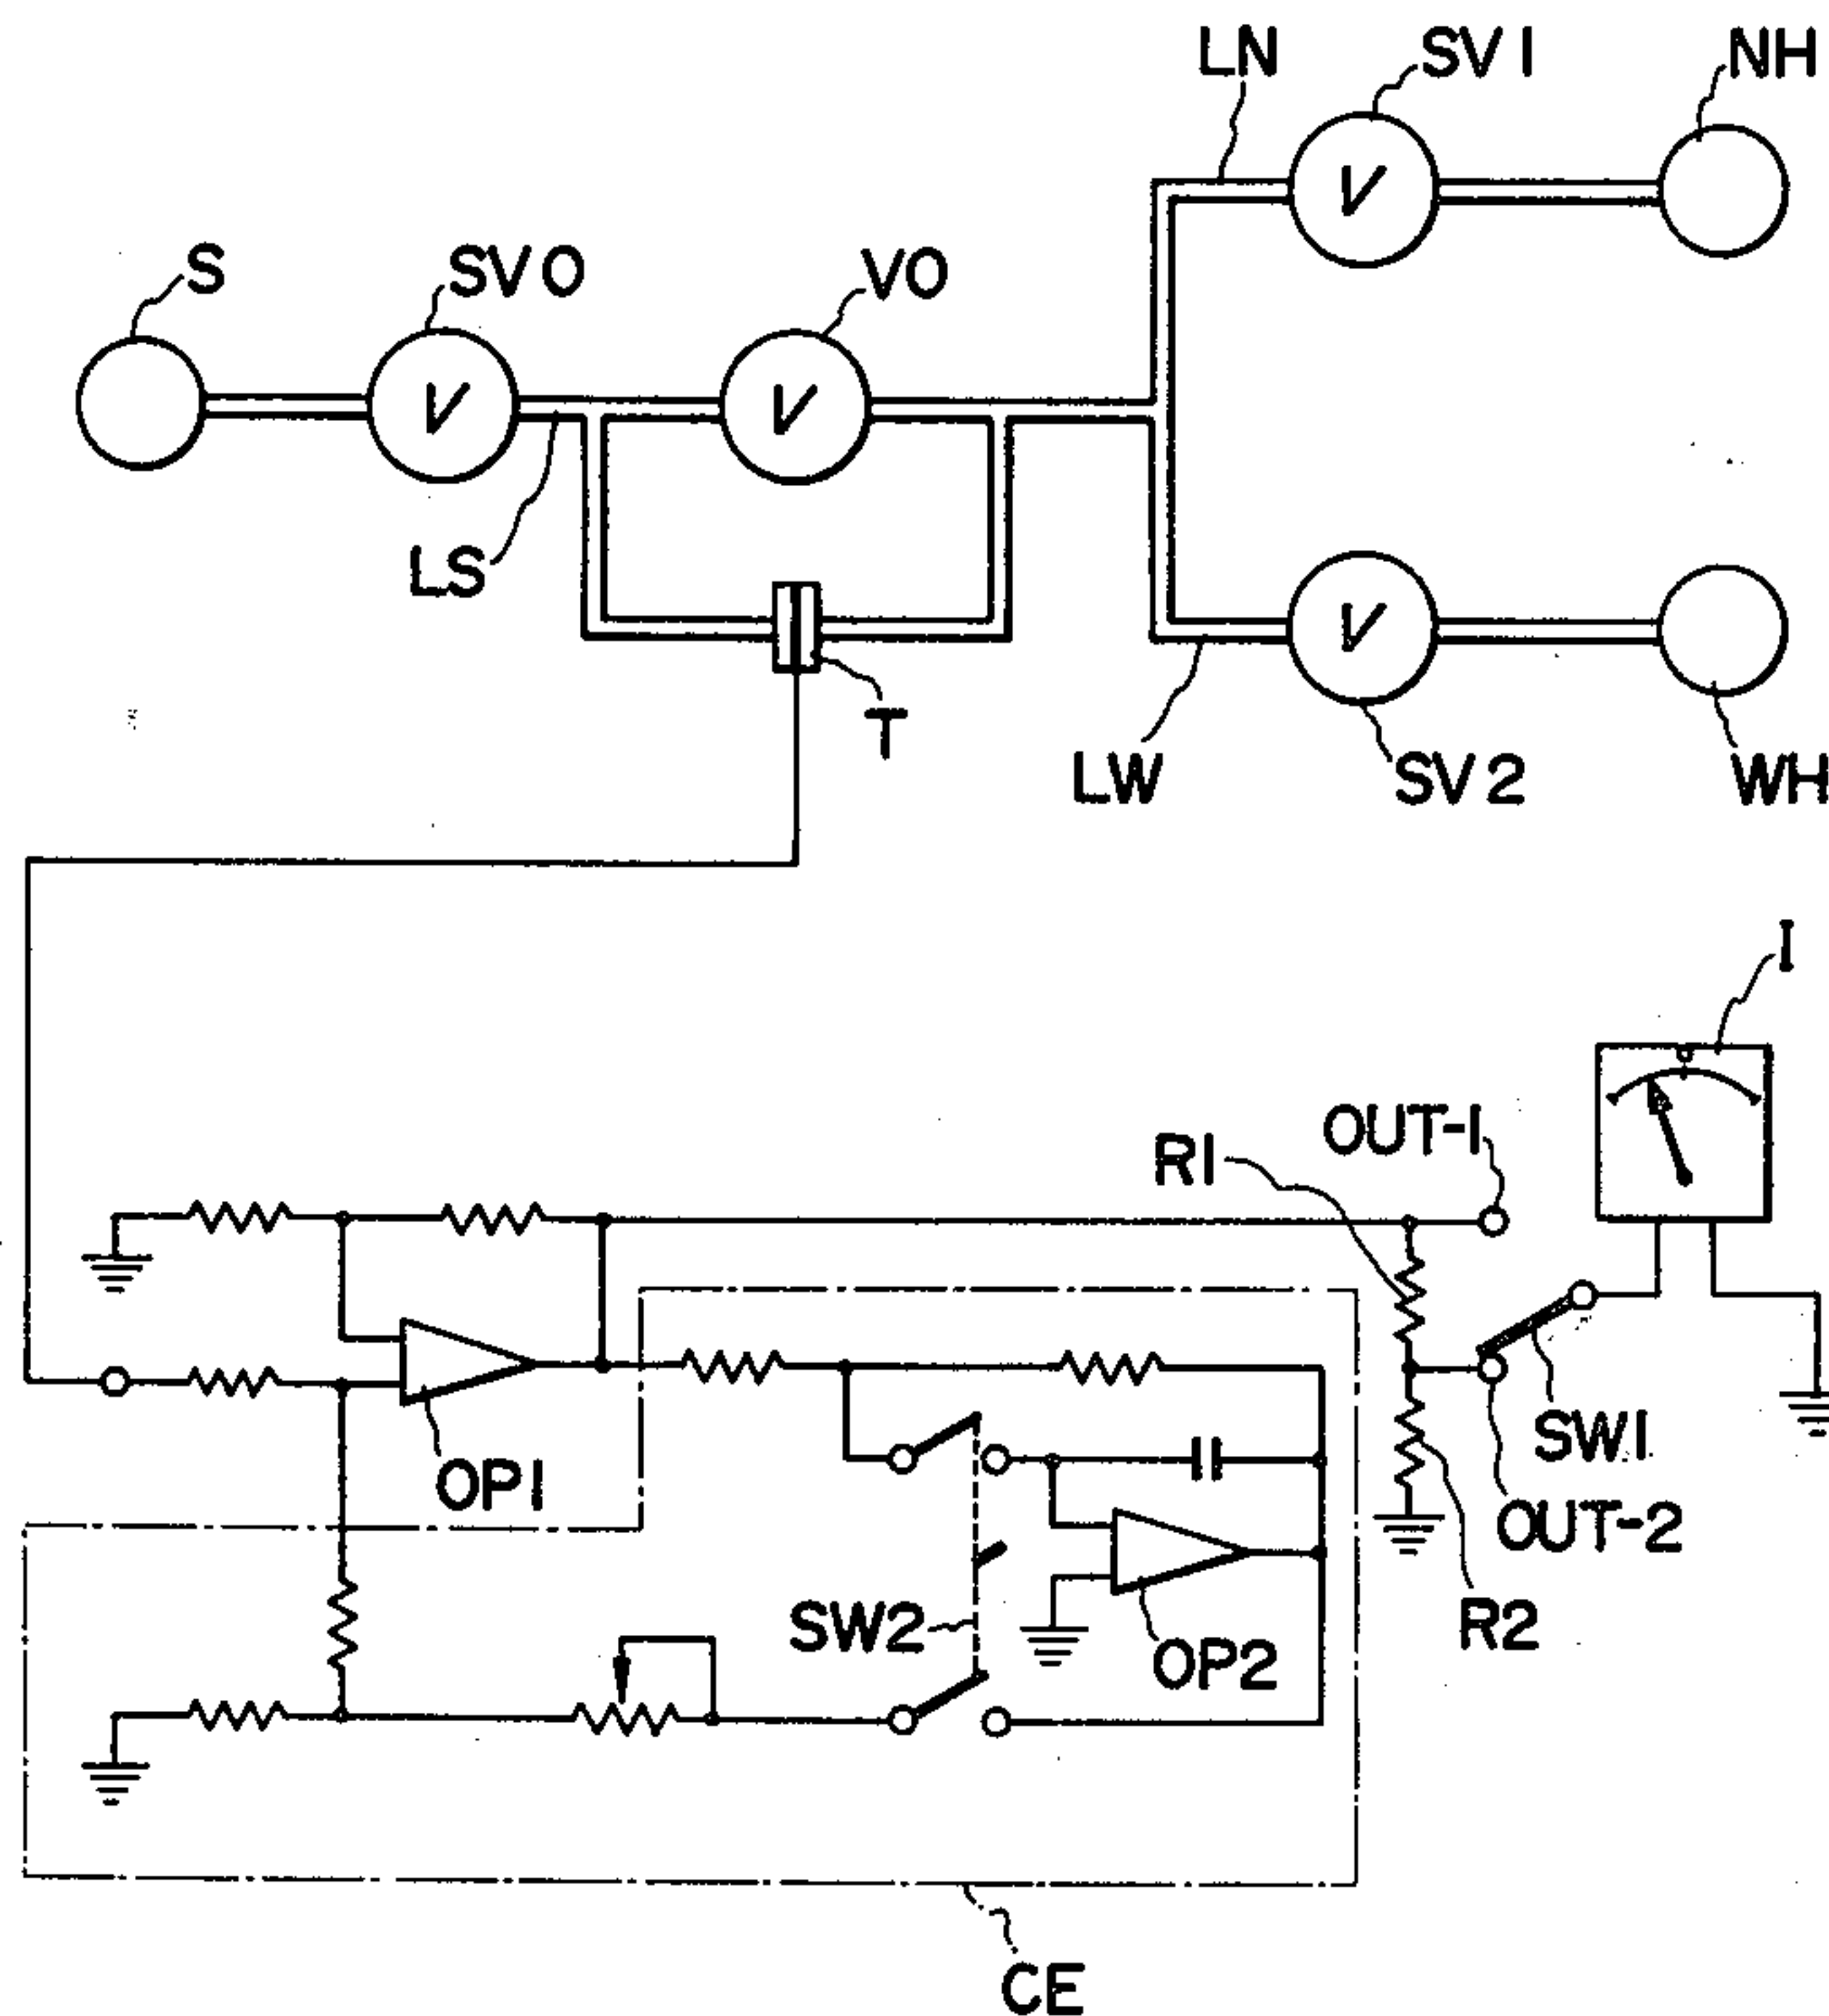 LN
SV1
NH
S
SV0
V0
V
V
V
LS
T
V
LW
SV2
WH
I
OUT-1
R1
SW1
OP1
OUT-2
SW2
OP2
R2
CE